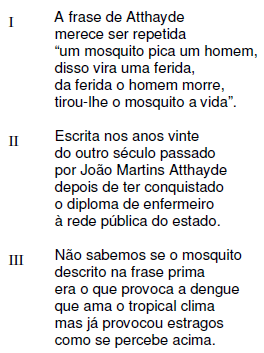 I A frase de Atthayde
merece ser repetida
“um mosquito pica um homem,
disso vira uma ferida,
da ferida o homem morre,
tirou-lhe o mosquito a vida”.
II Escrita nos anos vinte
do outro século passado
por João Martins Atthayde
depois de ter conquistado
o diploma de enfermeiro
à rede pública do estado.
III Não sabemos se o mosquito
descrito na frase prima
era o que provoca a dengue
que ama o tropical clima
mas já provocou estragos
como se percebe acima.